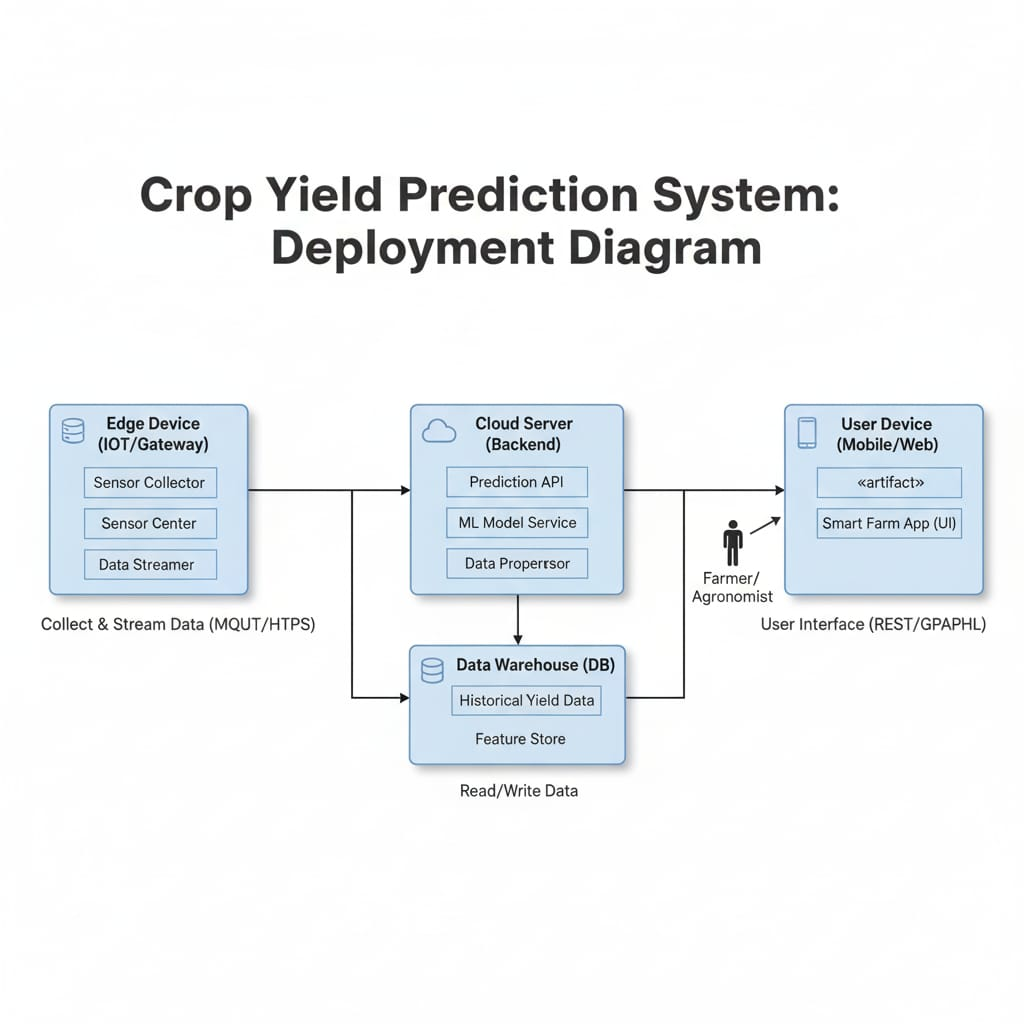 Crop Yield Prediction System:
Deployment Diagram
Edge Device
(IOT/Gateway)
Sensor Collector
Sensor Center
Data Streamer
Collect & Stream Data (MQUT/HTPS)
Cloud Server
(Backend)
Prediction API
ML Model Service
Data Propersor
Data Warehouse (DB)
Historical Yield Data
Feature Store
Read/Write Data
User Device
(Mobile/Web)
«artifact»
Smart Farm App (UI)
Farmer/
Agronomist
User Interface (REST/GPAPHL)